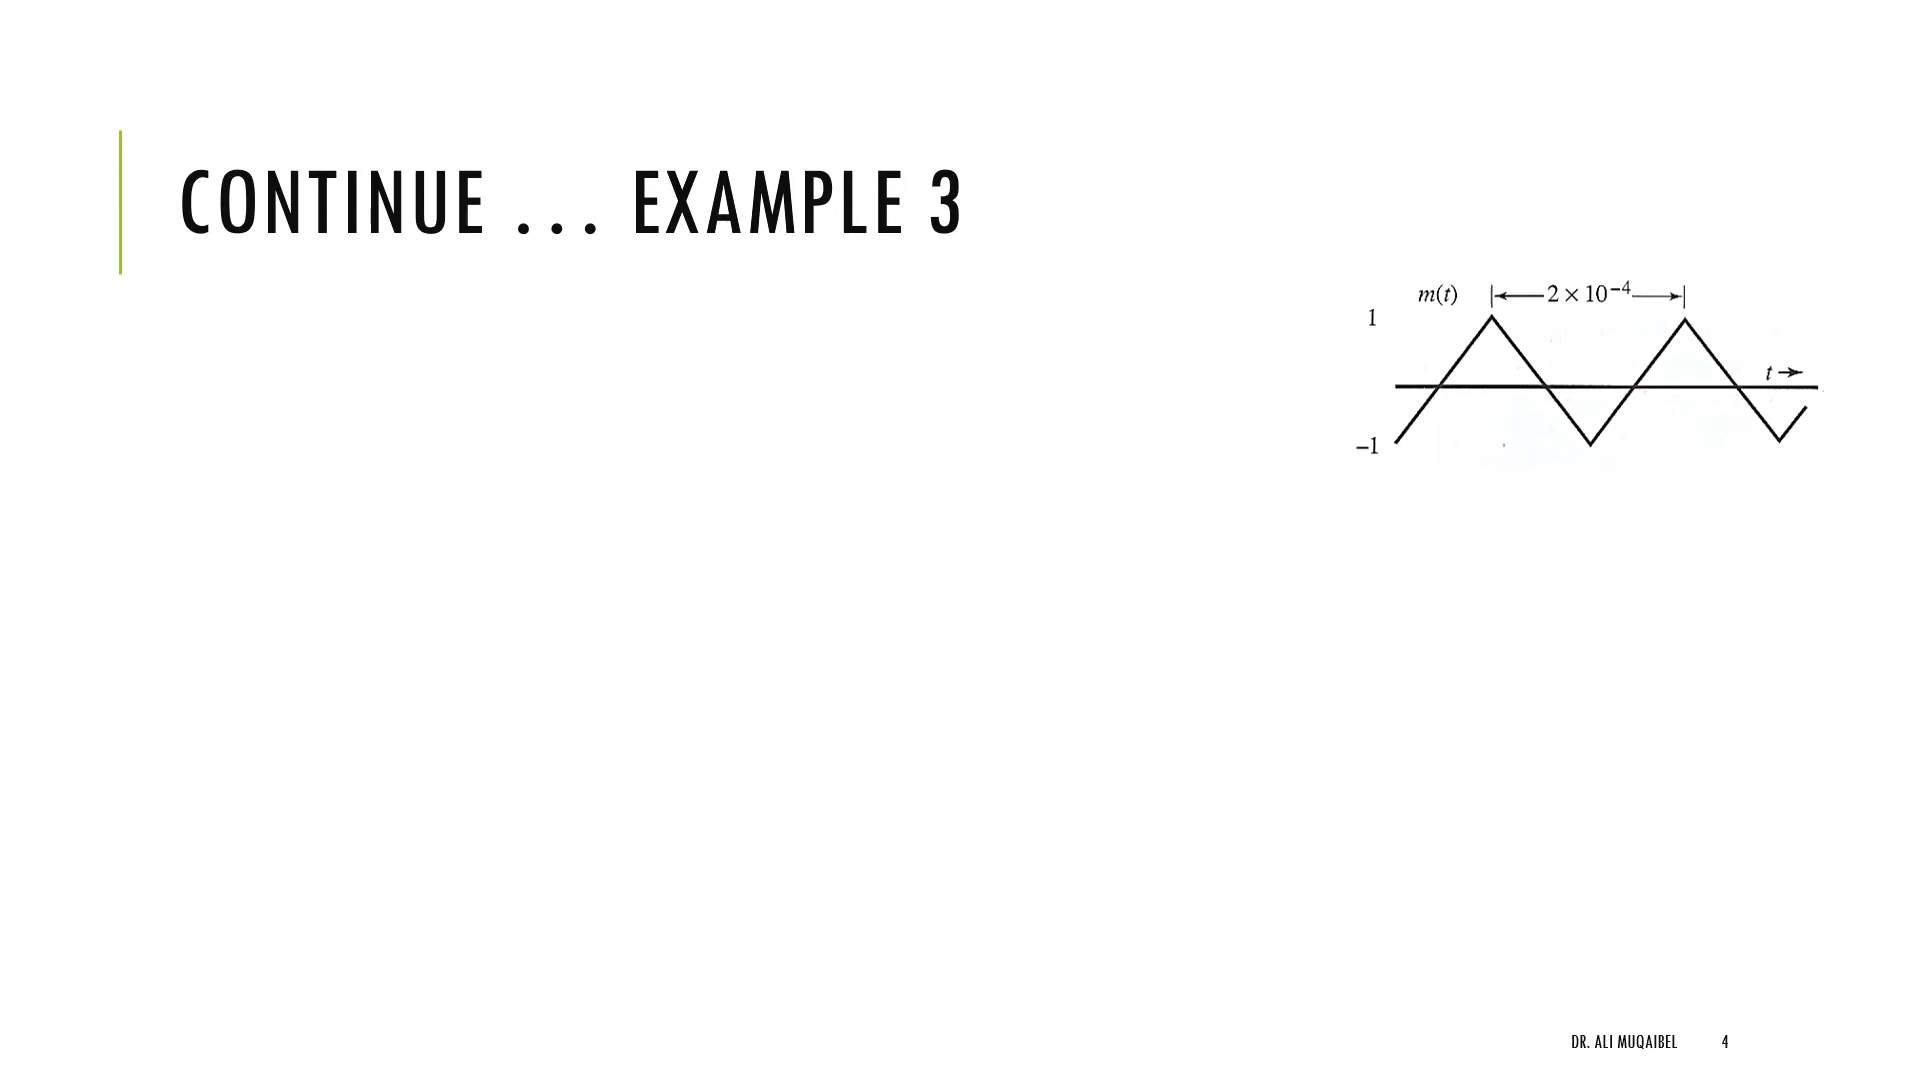 CONTINUE ... EXAMPLE 3
m(t)
2 × 10⁻⁴
1
t
–1
DR. ALI MUQAIBEL 4